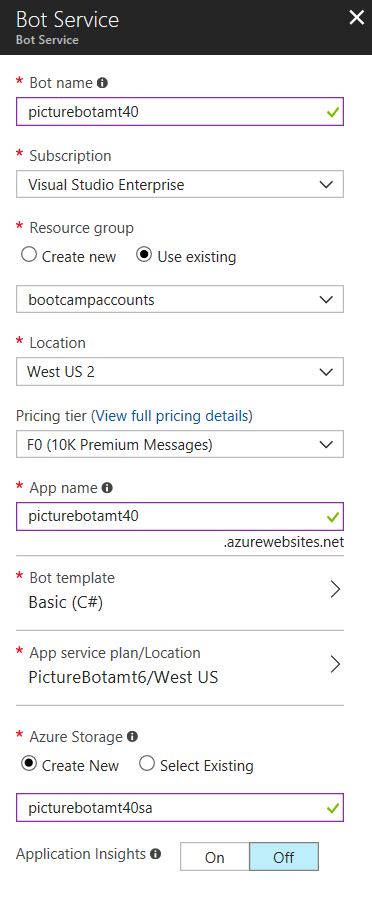 Bot Service
Bot Service
* Bot name
picturebotamt40
* Subscription
Visual Studio Enterprise
* Resource group
Create new Use existing
bootcampaccounts
* Location
West US 2
Pricing tier (View full pricing details)
F0 (10K Premium Messages)
* App name
picturebotamt40
.azurewebsites.net
* Bot template
Basic (C#)
* App service plan/Location
PictureBotamt6/West US
* Azure Storage
Create New Select Existing
picturebotamt40sa
Application Insights On Off